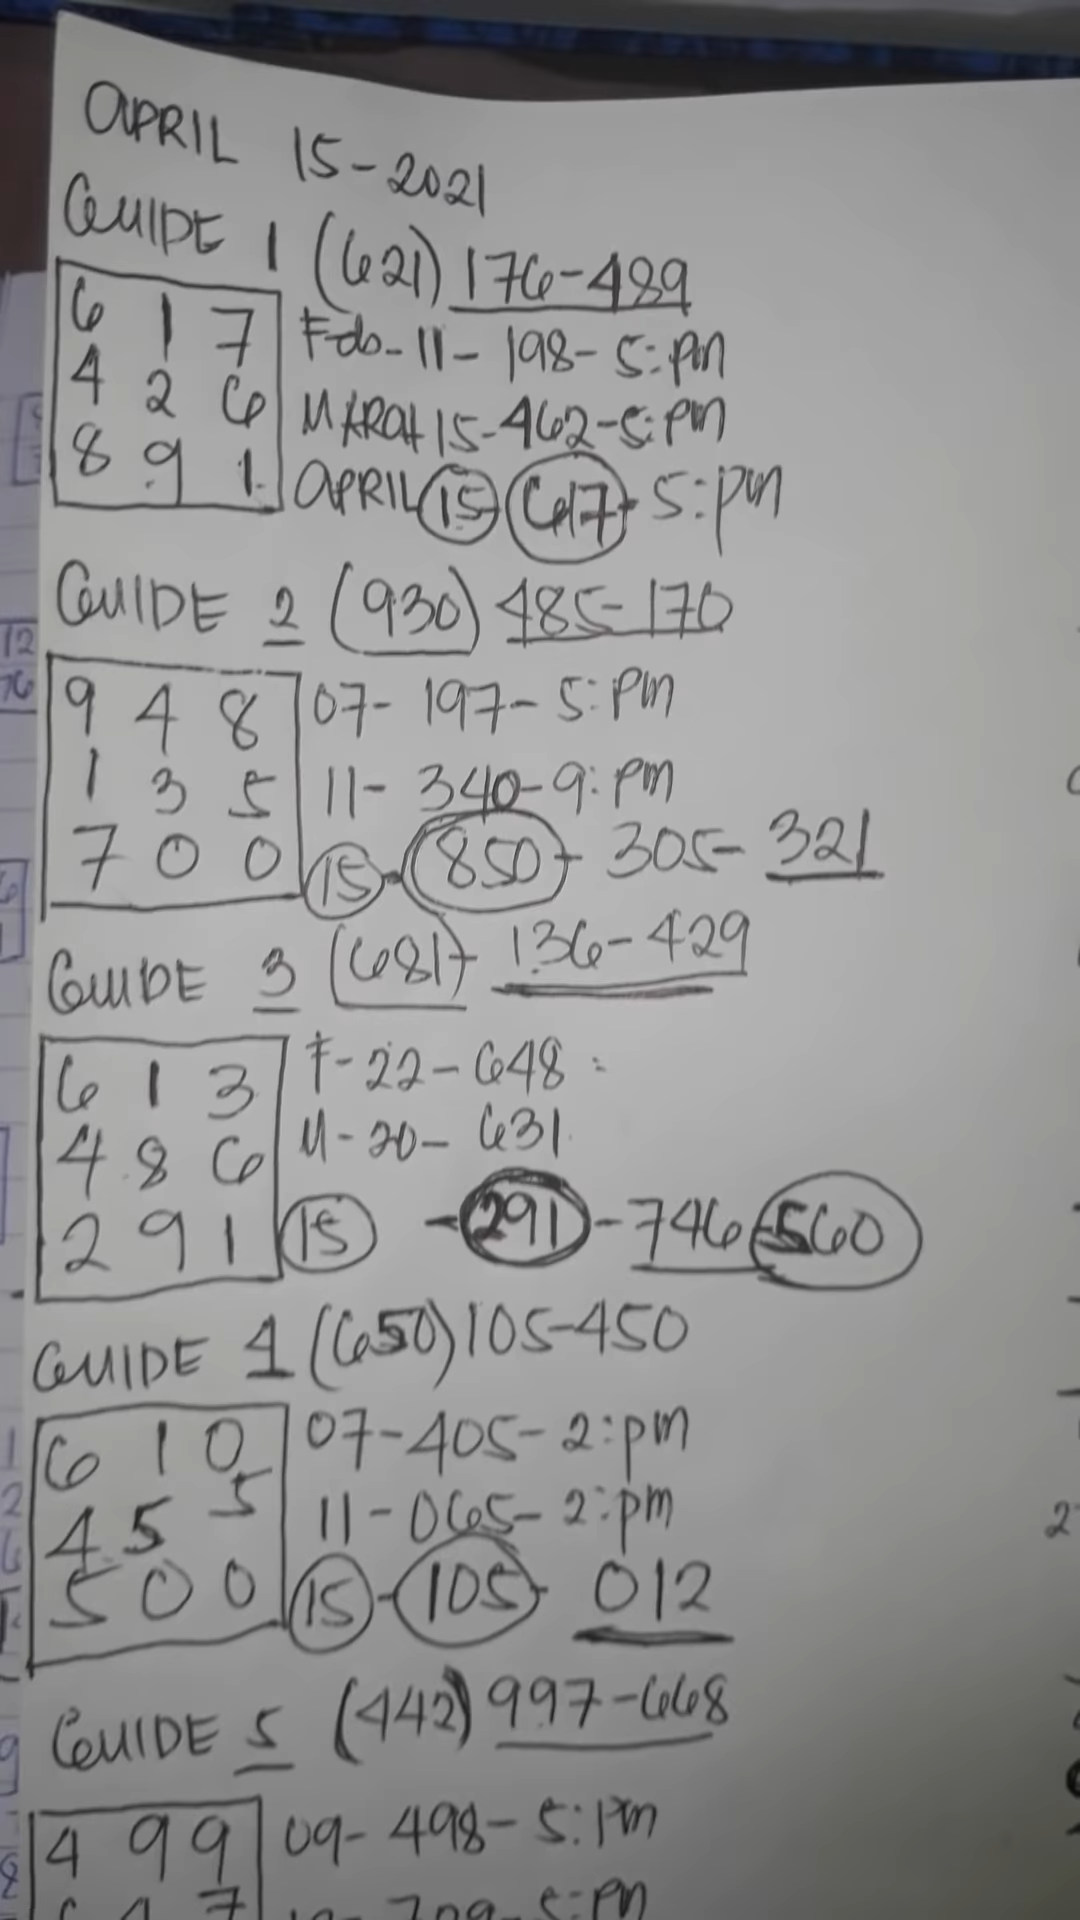 APRIL 15-2021
GUIDE 1 (621) 176-489
6 1 7
4 2 6
8 9 1
Feb-11-198-5:pm
MARCH 15-462-5:pm
APRIL 15 617-5:pm
GUIDE 2 (930) 485-170
9 4 8
1 3 5
7 0 0
07-197-5:pm
11-340-9:pm
15-850-305-321
GUIDE 3 (681)-136-429
6 1 3
4 8 6
2 9 1
F-22-648=
M-20-631
15 -291-746-560
GUIDE 4 (650) 105-450
6 1 0
4 5 5
5 0 0
07-405-2:pm
11-065-2:pm
15-105-012
GUIDE 5 (442) 997-668
4 9 9
09-498-5:pm
709-5:pm